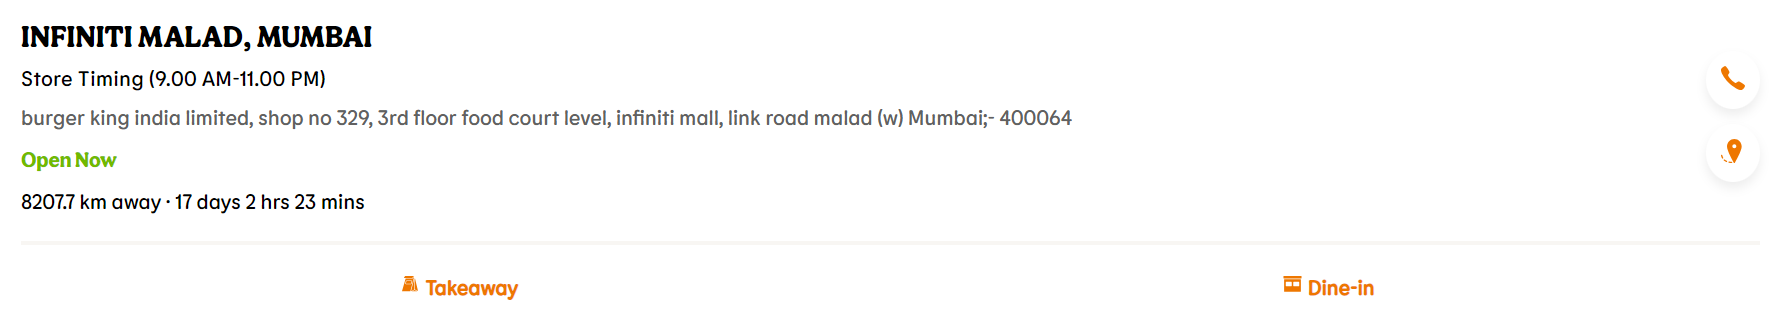 INFINITI MALAD, MUMBAI
Store Timing (9.00 AM-11.00 PM)
burger king india limited, shop no 329, 3rd floor food court level, infiniti mall, link road malad (w) Mumbai;- 400064
Open Now
8207.7 km away · 17 days 2 hrs 23 mins
Takeaway
Dine-in